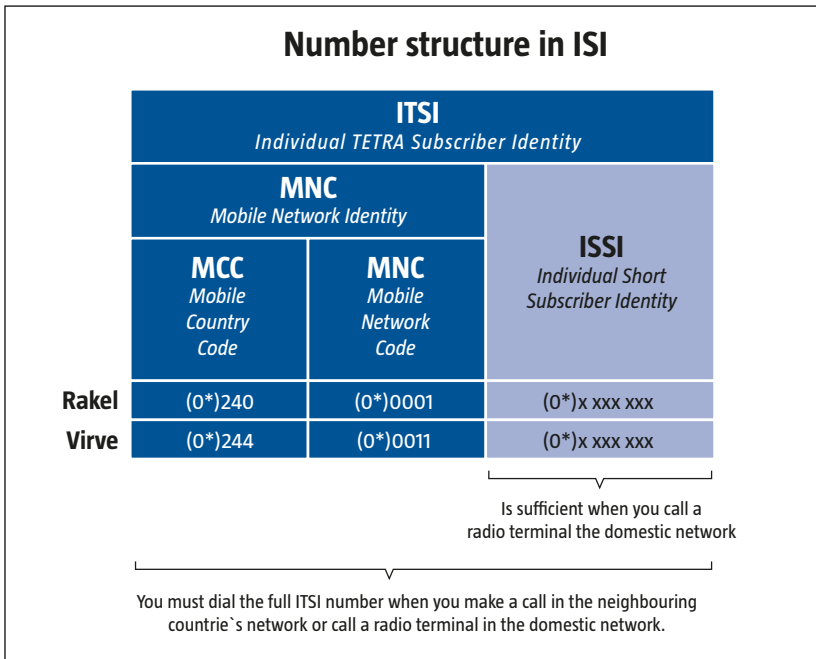 Number structure in ISI
ITSI
Individual TETRA Subscriber Identity
MNC
Mobile Network Identity
ISSI
Individual Short
Subscriber Identity
MCC
Mobile
Country
Code
MNC
Mobile
Network
Code
Rakel (0*)240 (0*)0001 (0*)x xxx xxx
Virve (0*)244 (0*)0011 (0*)x xxx xxx
Is sufficient when you call a
radio terminal the domestic network
You must dial the full ITSI number when you make a call in the neighbouring
countrie`s network or call a radio terminal in the domestic network.